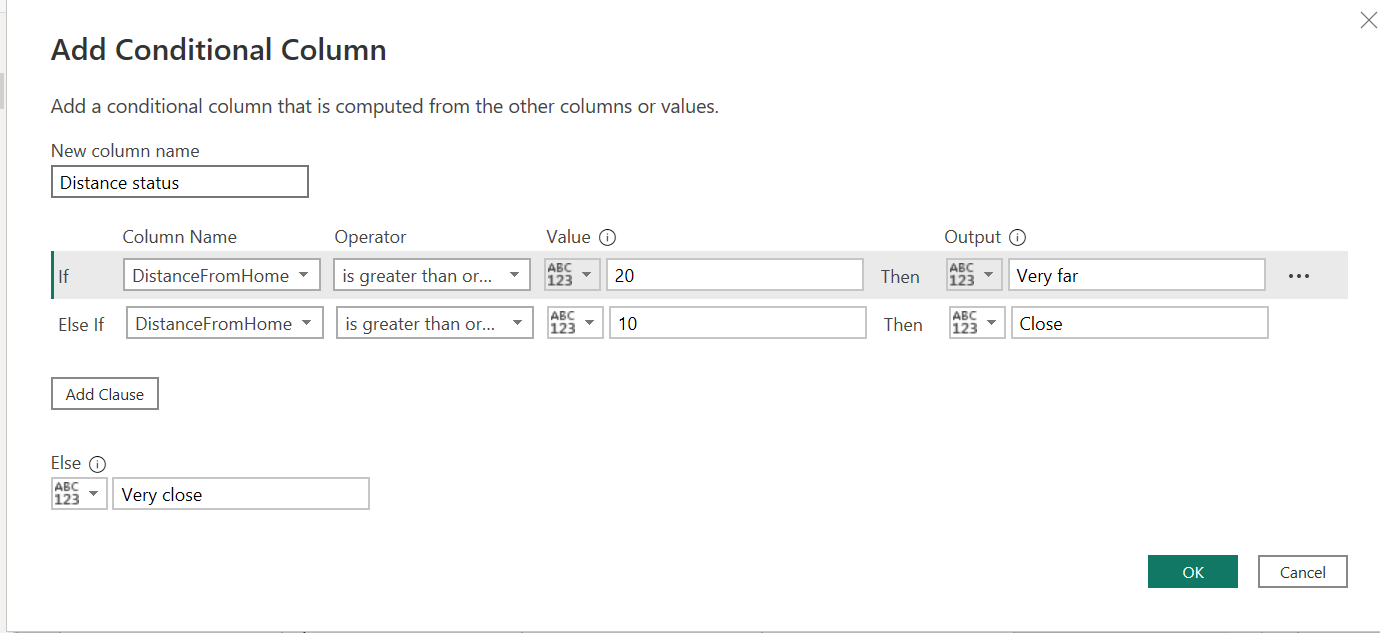 Add Conditional Column
Add a conditional column that is computed from the other columns or values.
New column name
Distance status
Column Name Operator Value Output
If DistanceFromHome is greater than or... ABC 123 20 Then ABC 123 Very far ...
Else If DistanceFromHome is greater than or... ABC 123 10 Then ABC 123 Close
Add Clause
Else
ABC 123 Very close
OK Cancel